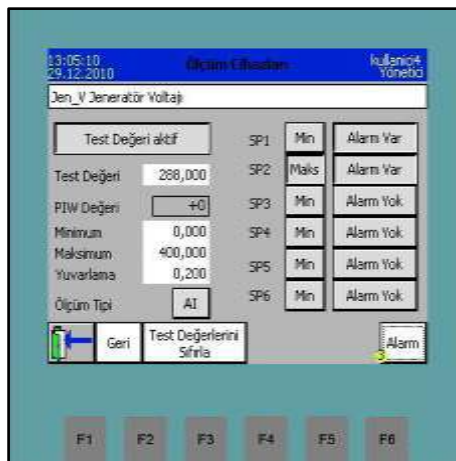 13:05:10
29.12.2010
Ölçüm Cihazları
kullanici4
Yönetici
Jen_V Jeneratör Voltajı
Test Değeri aktif
SP1 Min Alarm Var
Test Değeri 288,000
SP2 Maks Alarm Var
PIW Değeri +0
SP3 Min Alarm Yok
Minimum 0,000
SP4 Min Alarm Yok
Maksimum 400,000
Yuvarlama 0,200
SP5 Min Alarm Yok
Ölçüm Tipi AI
SP6 Min Alarm Yok
Geri
Test Değerlerini
Sıfırla
Alarm
3
F1 F2 F3 F4 F5 F6